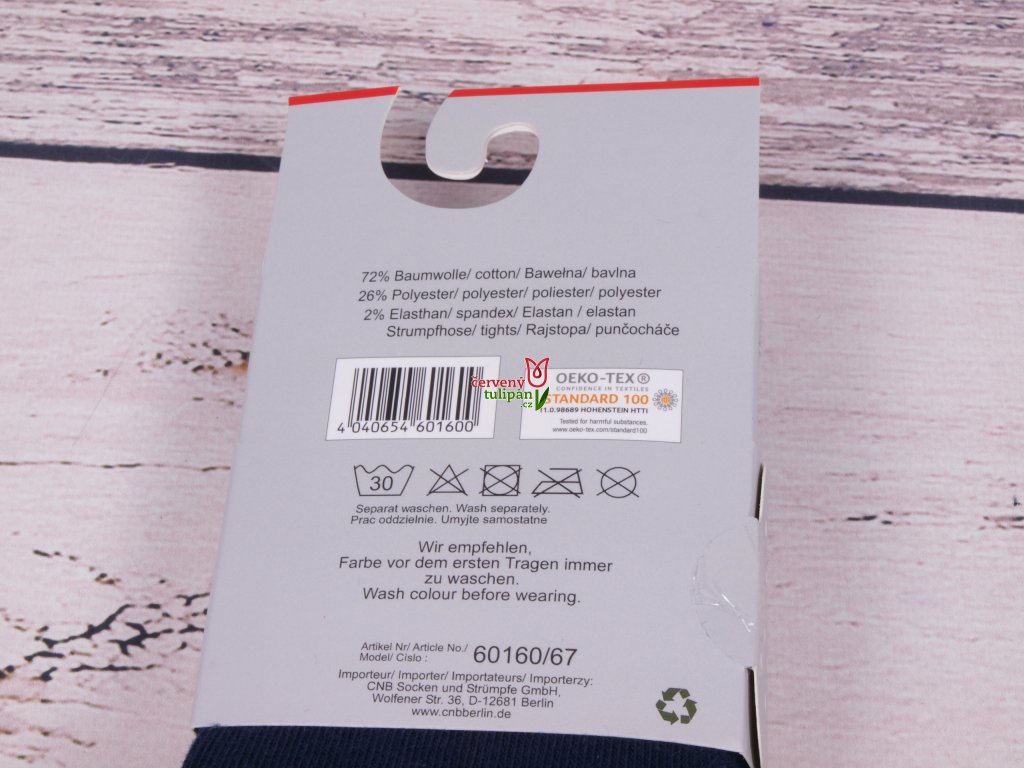 72% Baumwolle/ cotton/ Bawełna/ bavlna
26% Polyester/ polyester/ poliester/ polyester
2% Elasthan/ spandex/ Elastan / elastan
Strumpfhose/ tights/ Rajstopa/ punčocháče
4 040654 601600
červený
tulipán
.cz
OEKO-TEX®
CONFIDENCE IN TEXTILES
STANDARD 100
11.0.98689 HOHENSTEIN HTTI
Tested for harmful substances.
www.oeko-tex.com/standard100
30
Separat waschen. Wash separately.
Prac oddzielnie. Umyjte samostatne
Wir empfehlen,
Farbe vor dem ersten Tragen immer
zu waschen.
Wash colour before wearing.
Artikel Nr/ Article No./
Model/ Cislo :
60160/67
Importeur/ Importer/ Importateurs/ Importerzy:
CNB Socken und Strümpfe GmbH,
Wolfener Str. 36, D-12681 Berlin
www.cnbberlin.de